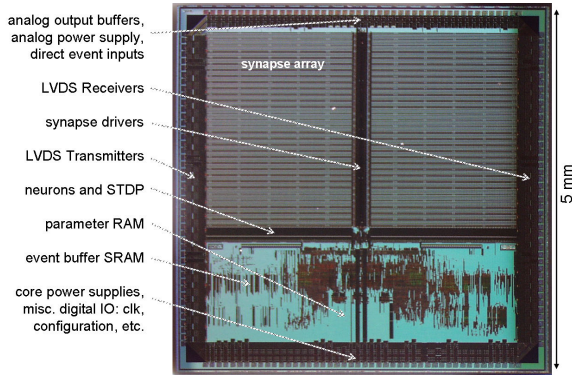 analog output buffers,
analog power supply,
direct event inputs
synapse array
LVDS Receivers
synapse drivers
LVDS Transmitters
neurons and STDP
parameter RAM
event buffer SRAM
core power supplies,
misc. digital IO: clk,
configuration, etc.
5 mm